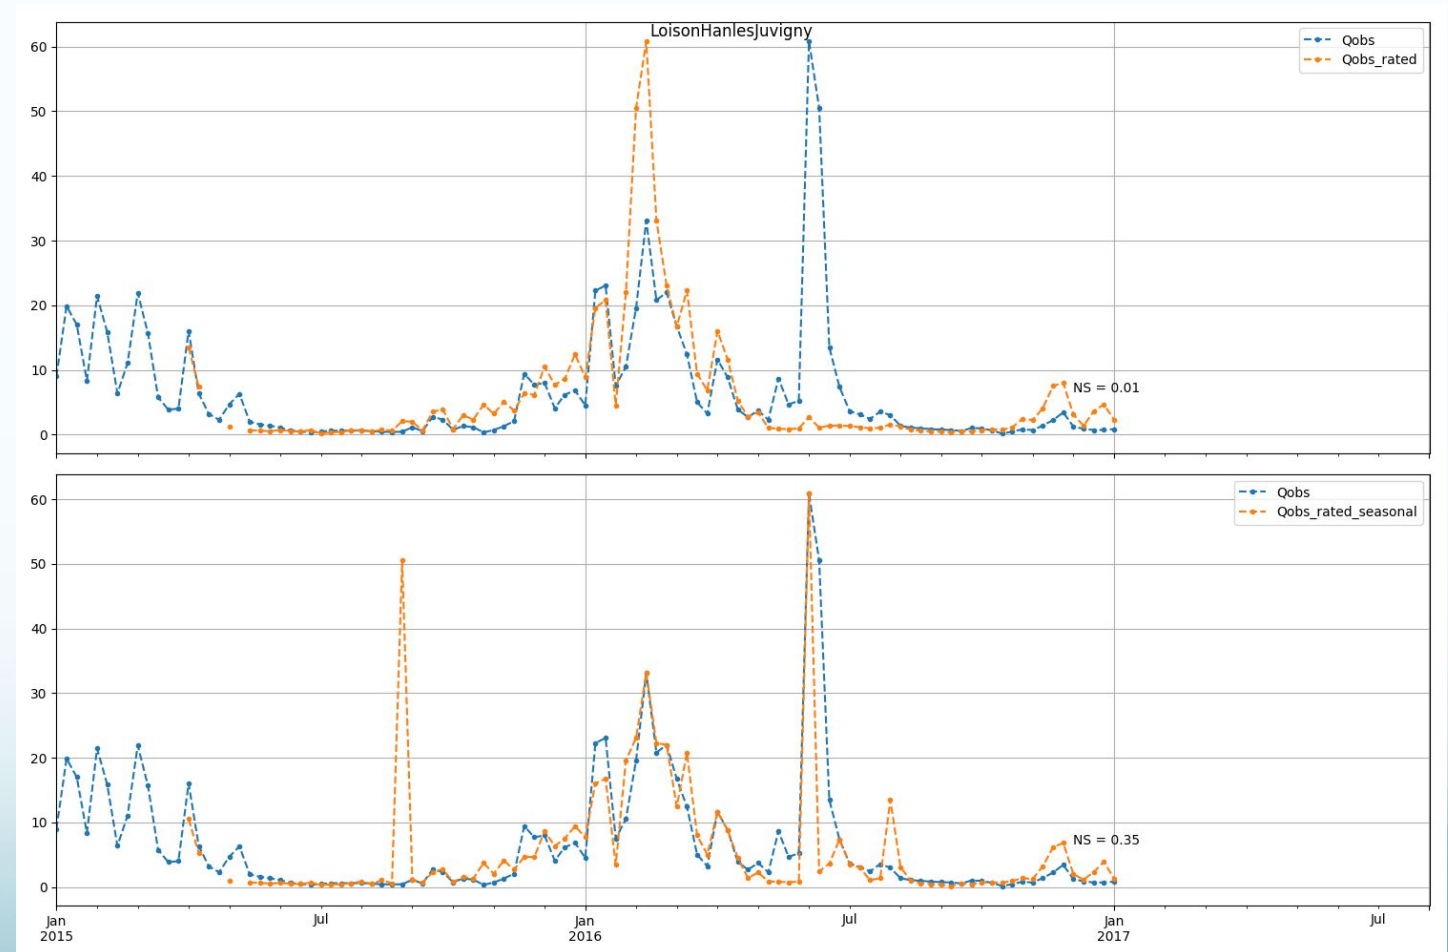 LoisonHanlesJuvigny
60
50
40
30
20
10
0
Qobs
Qobs_rated
NS = 0.01
60
50
40
30
20
10
0
Qobs
Qobs_rated_seasonal
NS = 0.35
Jan Jul Jan Jul Jan Jul
2015 2016 2017